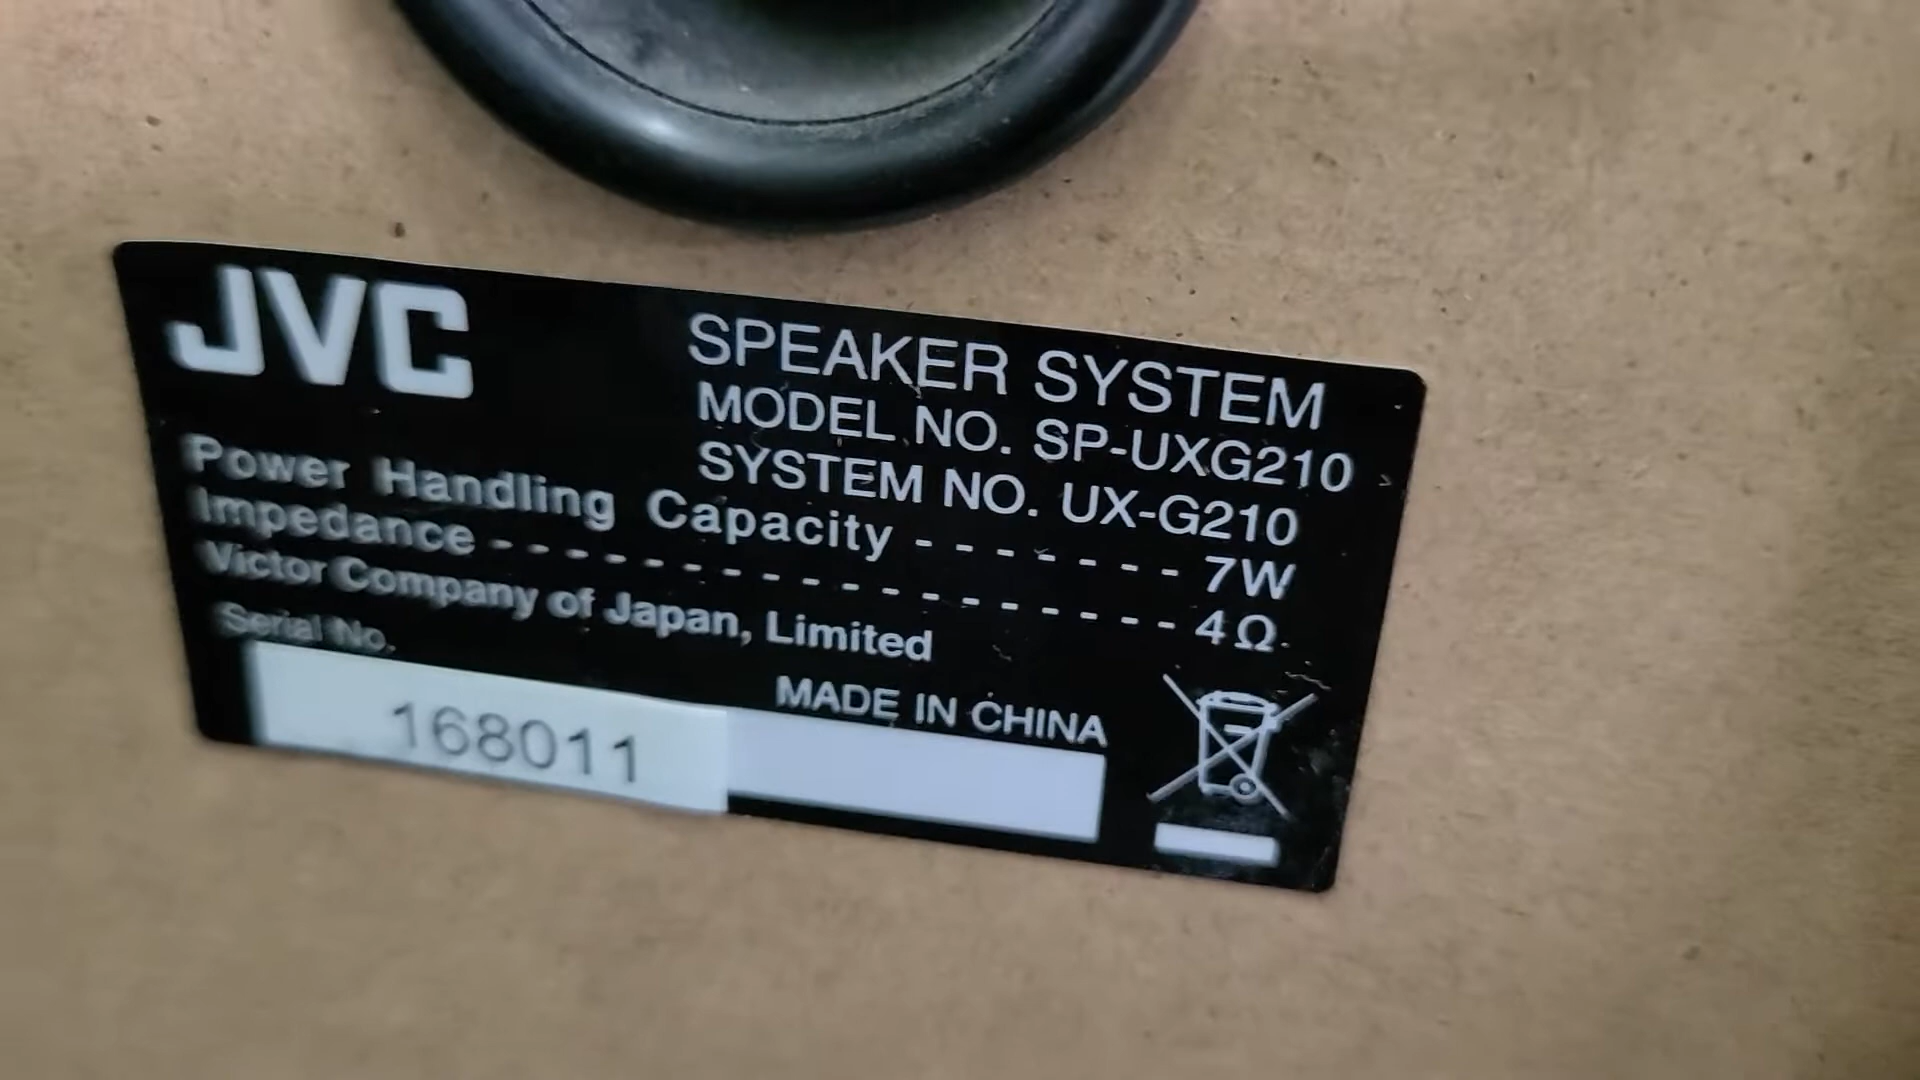 JVC
SPEAKER SYSTEM
MODEL NO. SP-UXG210
SYSTEM NO. UX-G210
Power Handling Capacity - - - - - - - 7W
Impedance - - - - - - - - - - - - - - - - - - 4Ω
Victor Company of Japan, Limited
Serial No.
MADE IN CHINA
168011